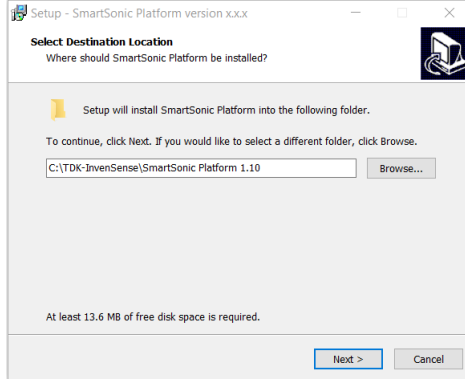 Setup - SmartSonic Platform version x.x.x
Select Destination Location
Where should SmartSonic Platform be installed?
Setup will install SmartSonic Platform into the following folder.
To continue, click Next. If you would like to select a different folder, click Browse.
C:\TDK-InvenSense\SmartSonic Platform 1.10
Browse...
At least 13.6 MB of free disk space is required.
Next >
Cancel